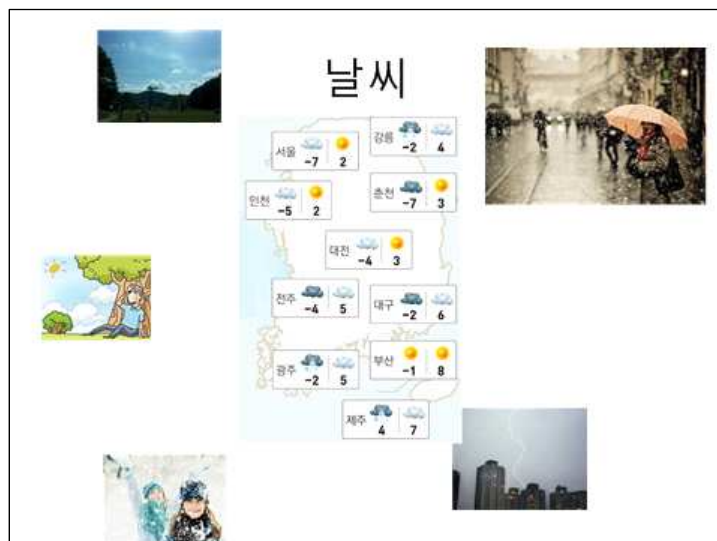 날씨
강릉
-2 4
서울
-7 2
춘천
-7 3
인천
-5 2
대전
-4 3
전주
-4 5
대구
-2 6
광주
-2 5
부산
-1 8
제주
4 7